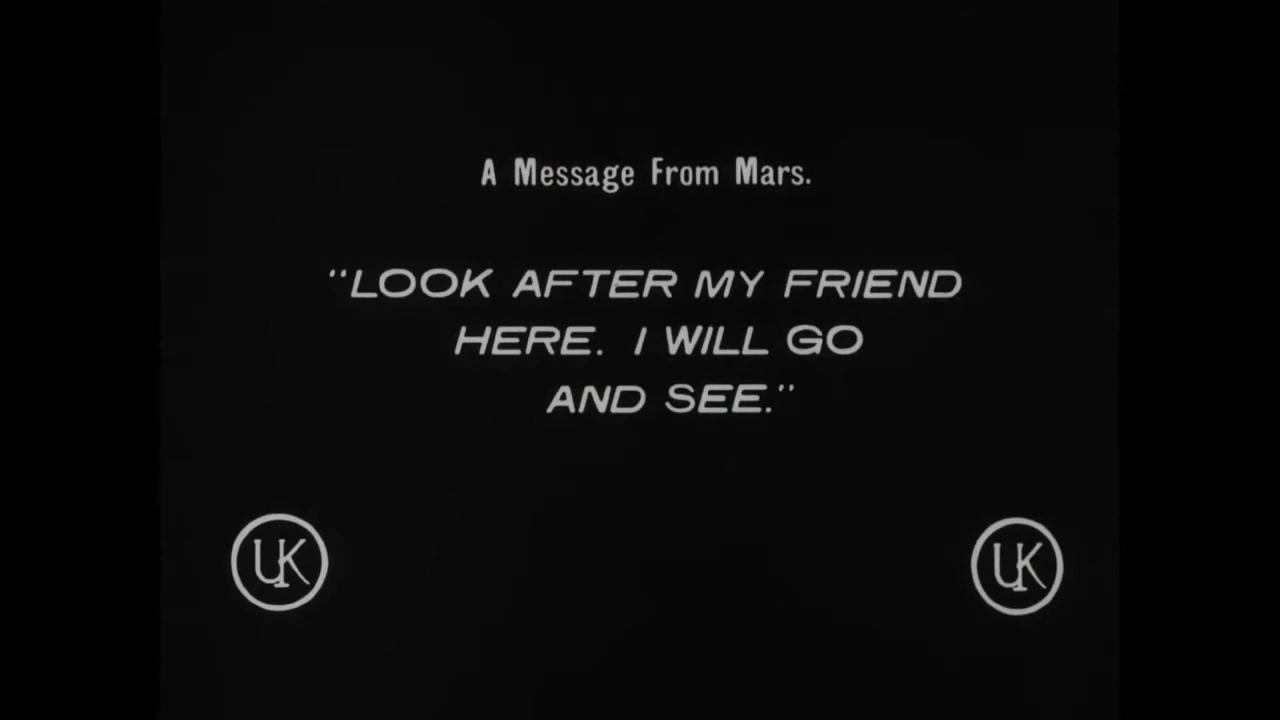 A Message From Mars.
"LOOK AFTER MY FRIEND
HERE. I WILL GO
AND SEE."
UK
UK